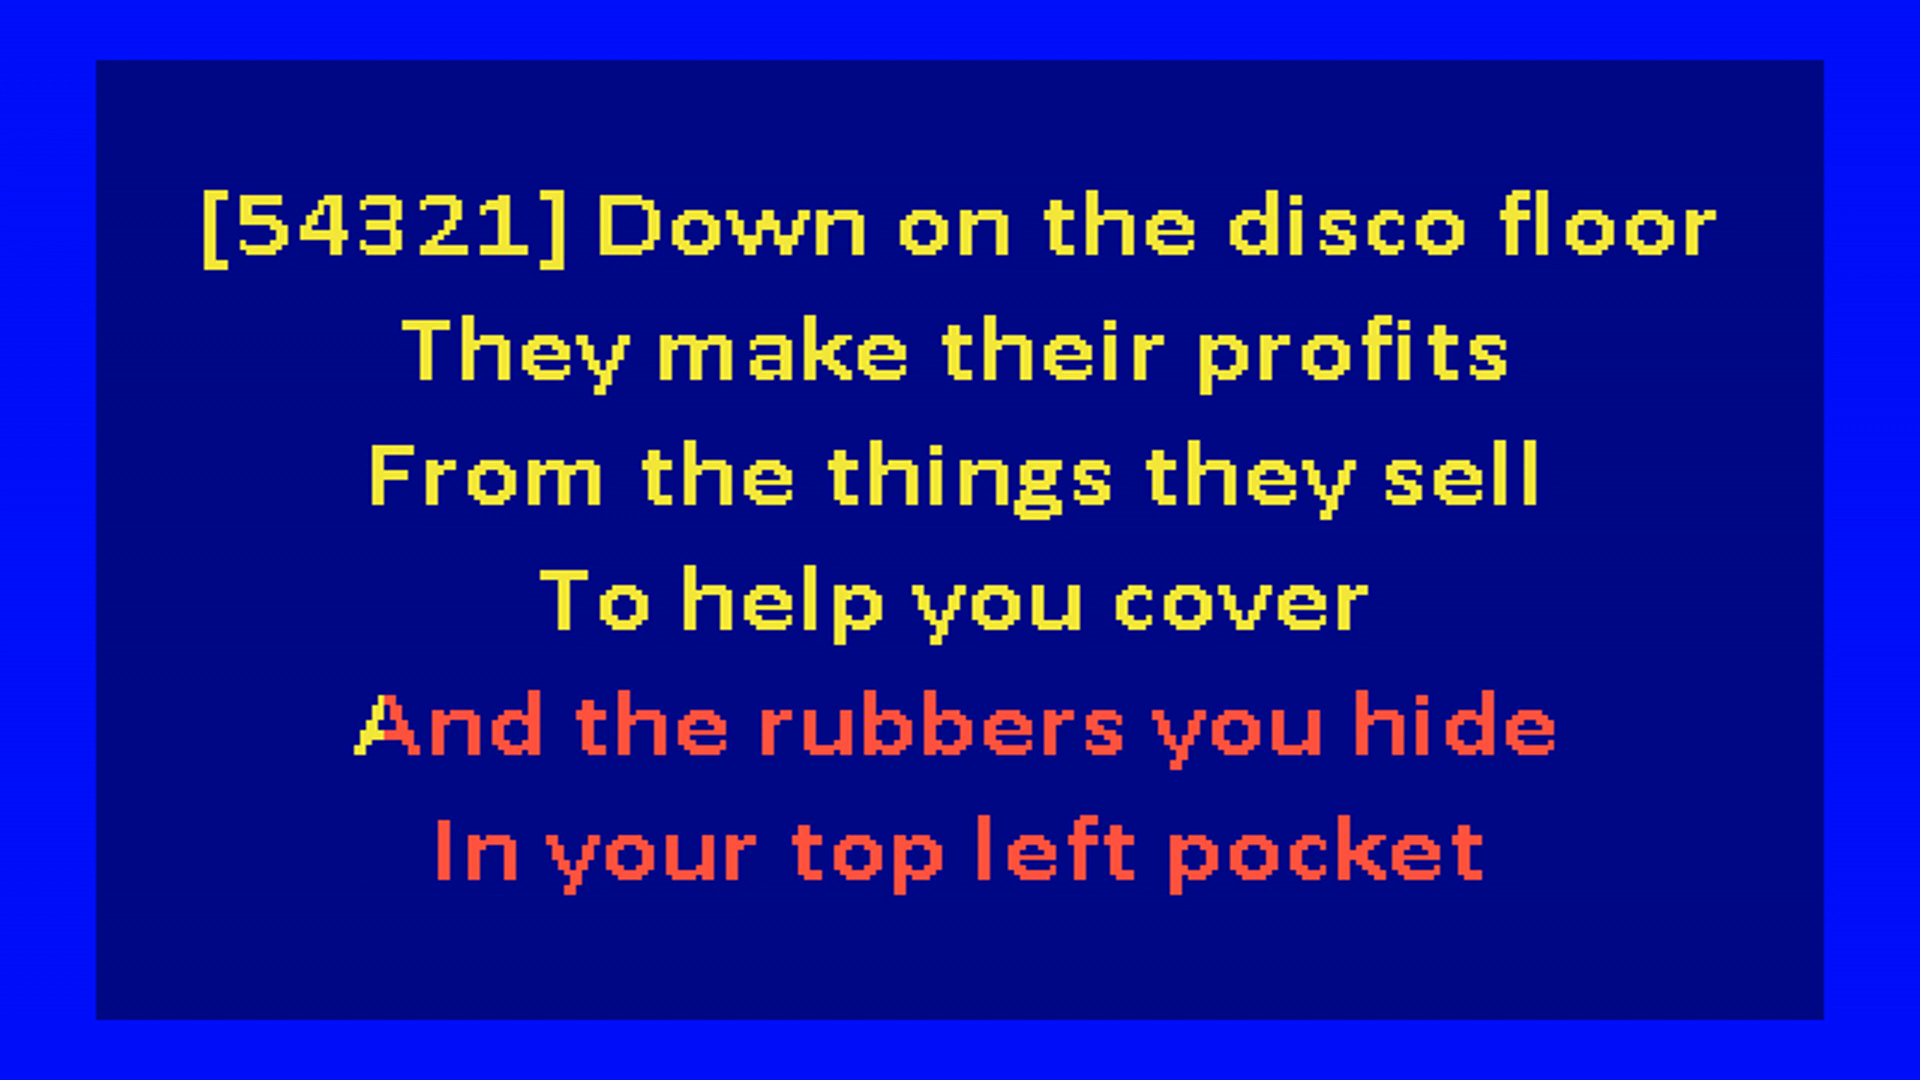 [54321] Down on the disco floor
They make their profits
From the things they sell
To help you cover
And the rubbers you hide
In your top left pocket